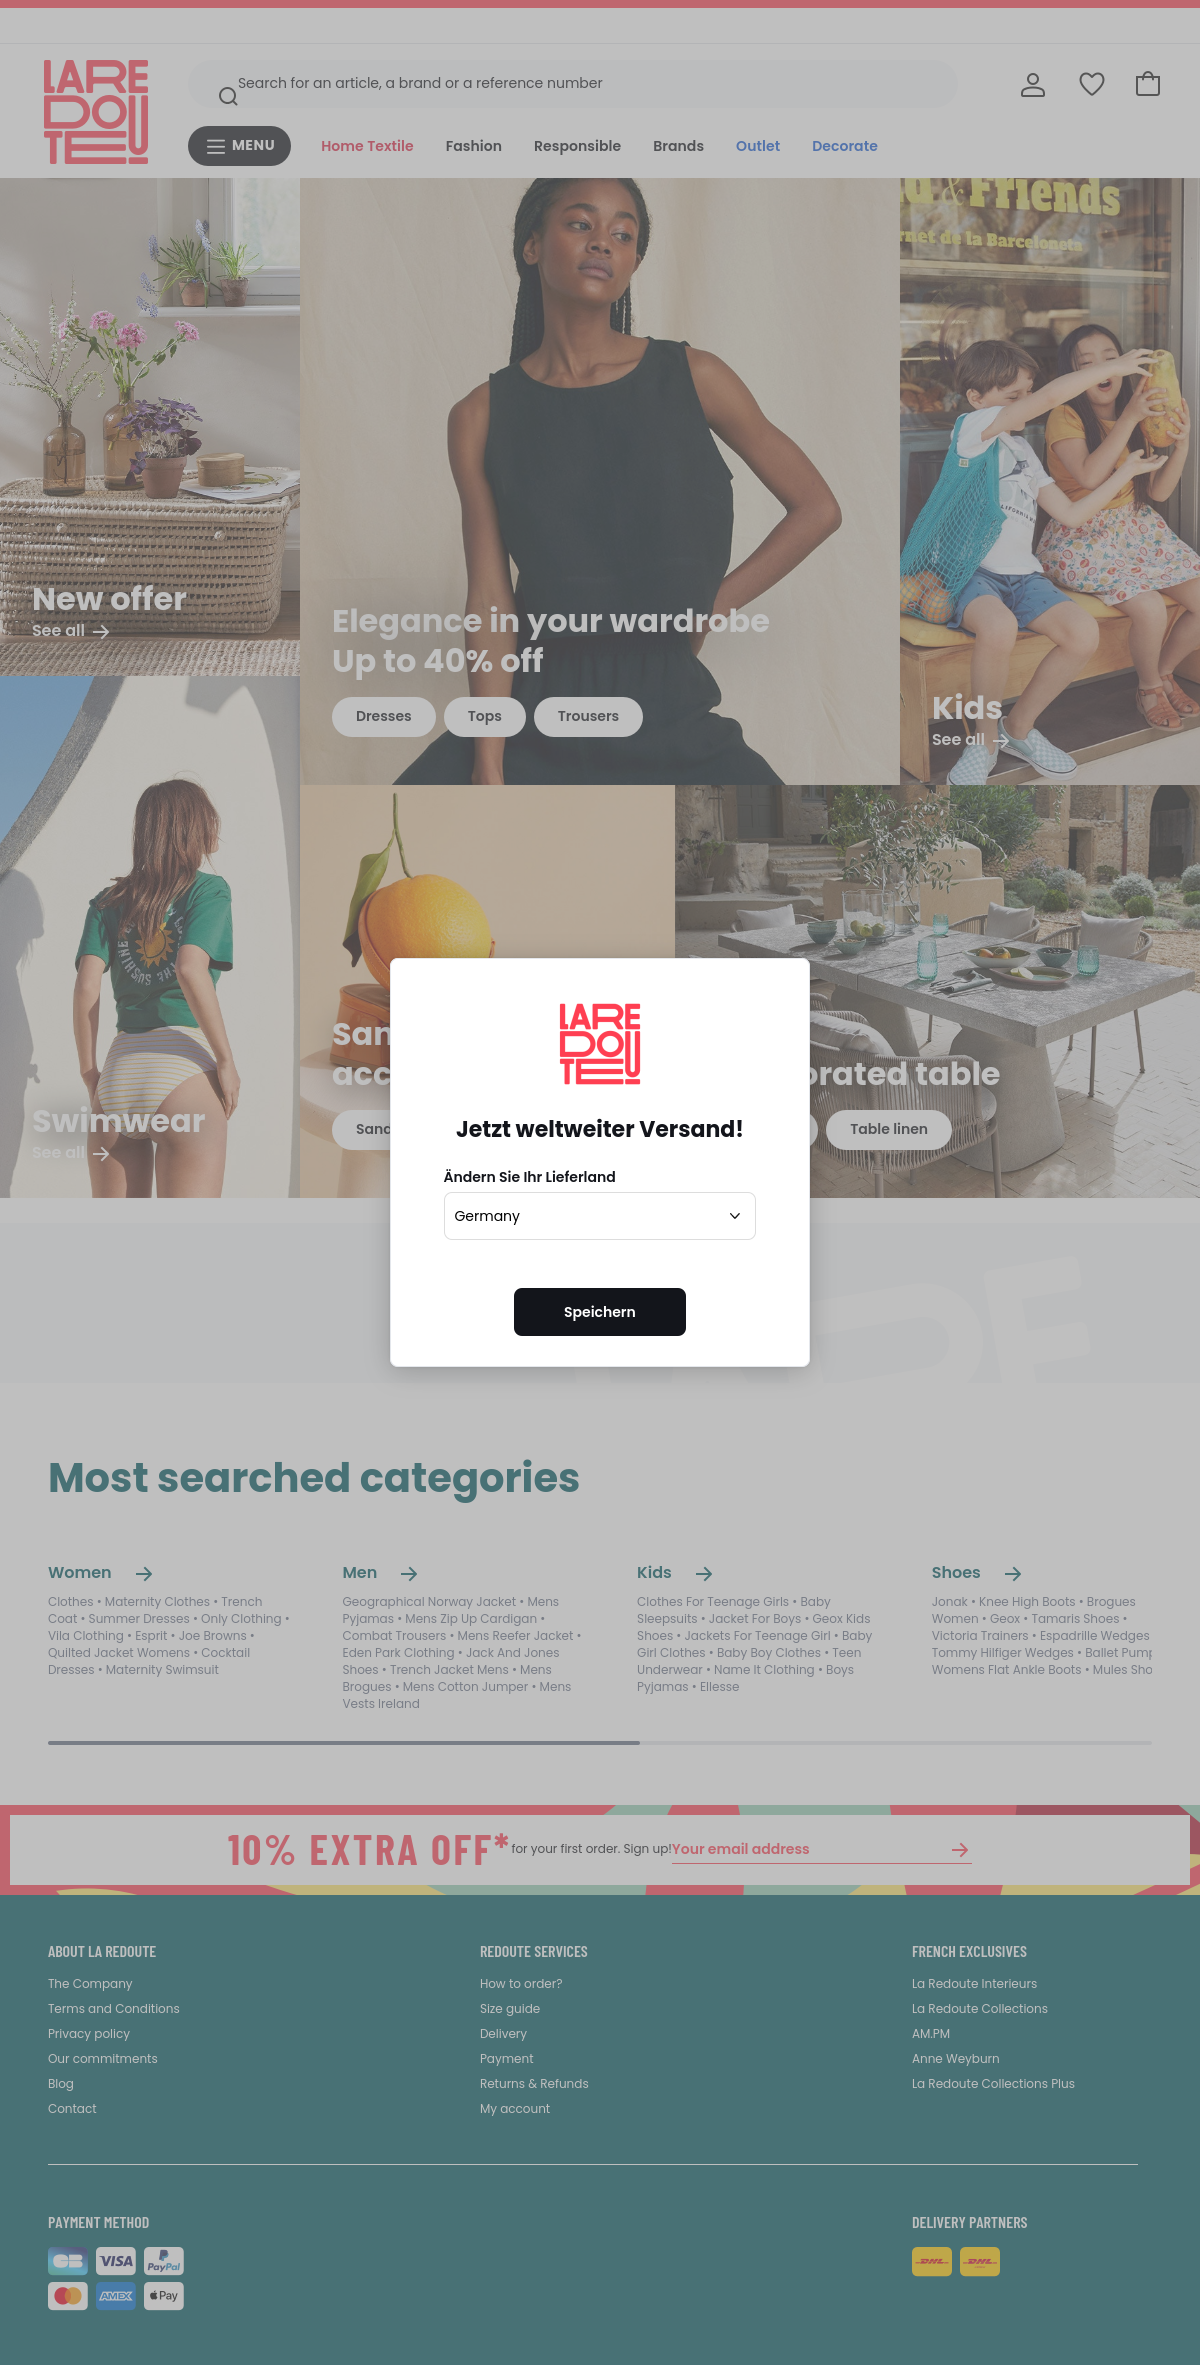 LA REDOUTE
Search for an article, a brand or a reference number
MENU
Home Textile
Fashion
Responsible
Brands
Outlet
Decorate
& Friends
rnet de la Barceloneta
New offer
See all
Elegance in your wardrobe
Up to 40% off
Dresses
Tops
Trousers
Kids
See all
CALIFORNIA
THE SUNSHINE
Swimwear
See all
San
acc
Sand
orated table
Table linen
LA REDOUTE
Jetzt weltweiter Versand!
Ändern Sie Ihr Lieferland
Germany
Speichern
Most searched categories
Women
Clothes • Maternity Clothes • Trench
Coat • Summer Dresses • Only Clothing •
Vila Clothing • Esprit • Joe Browns •
Quilted Jacket Womens • Cocktail
Dresses • Maternity Swimsuit
Men
Geographical Norway Jacket • Mens
Pyjamas • Mens Zip Up Cardigan •
Combat Trousers • Mens Reefer Jacket •
Eden Park Clothing • Jack And Jones
Shoes • Trench Jacket Mens • Mens
Brogues • Mens Cotton Jumper • Mens
Vests Ireland
Kids
Clothes For Teenage Girls • Baby
Sleepsuits • Jacket For Boys • Geox Kids
Shoes • Jackets For Teenage Girl • Baby
Girl Clothes • Baby Boy Clothes • Teen
Underwear • Name It Clothing • Boys
Pyjamas • Ellesse
Shoes
Jonak • Knee High Boots • Brogues
Women • Geox • Tamaris Shoes •
Victoria Trainers • Espadrille Wedges
Tommy Hilfiger Wedges • Ballet Pump
Womens Flat Ankle Boots • Mules Sho
10% EXTRA OFF* for your first order. Sign up! Your email address
ABOUT LA REDOUTE
The Company
Terms and Conditions
Privacy policy
Our commitments
Blog
Contact
REDOUTE SERVICES
How to order?
Size guide
Delivery
Payment
Returns & Refunds
My account
FRENCH EXCLUSIVES
La Redoute Interieurs
La Redoute Collections
AM.PM
Anne Weyburn
La Redoute Collections Plus
PAYMENT METHOD
CB
VISA
PayPal
AMEX
Pay
DELIVERY PARTNERS
DHL
DHL